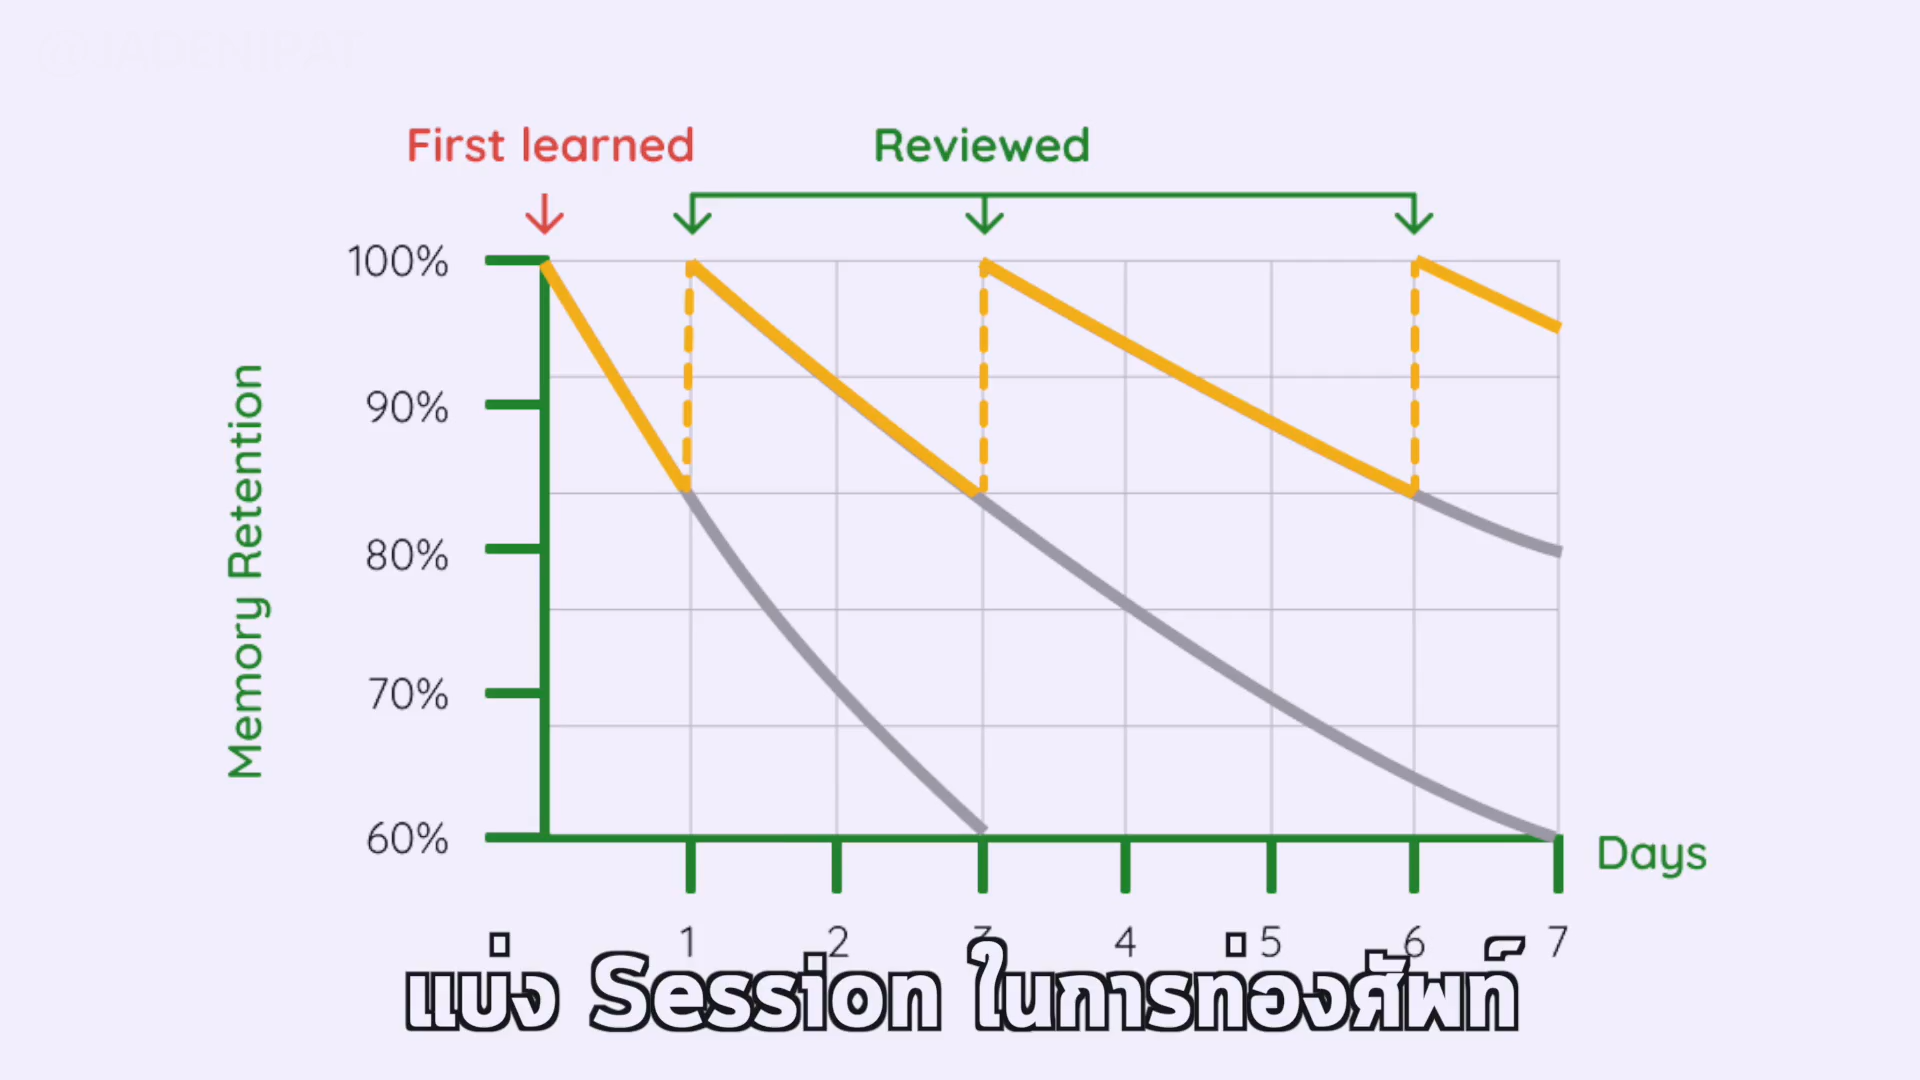 First learned
Reviewed
100%
90%
80%
70%
60%
Memory Retention
Days
1 2 3 4 5 6 7
แบ่ง Session ในการท่องศัพท์